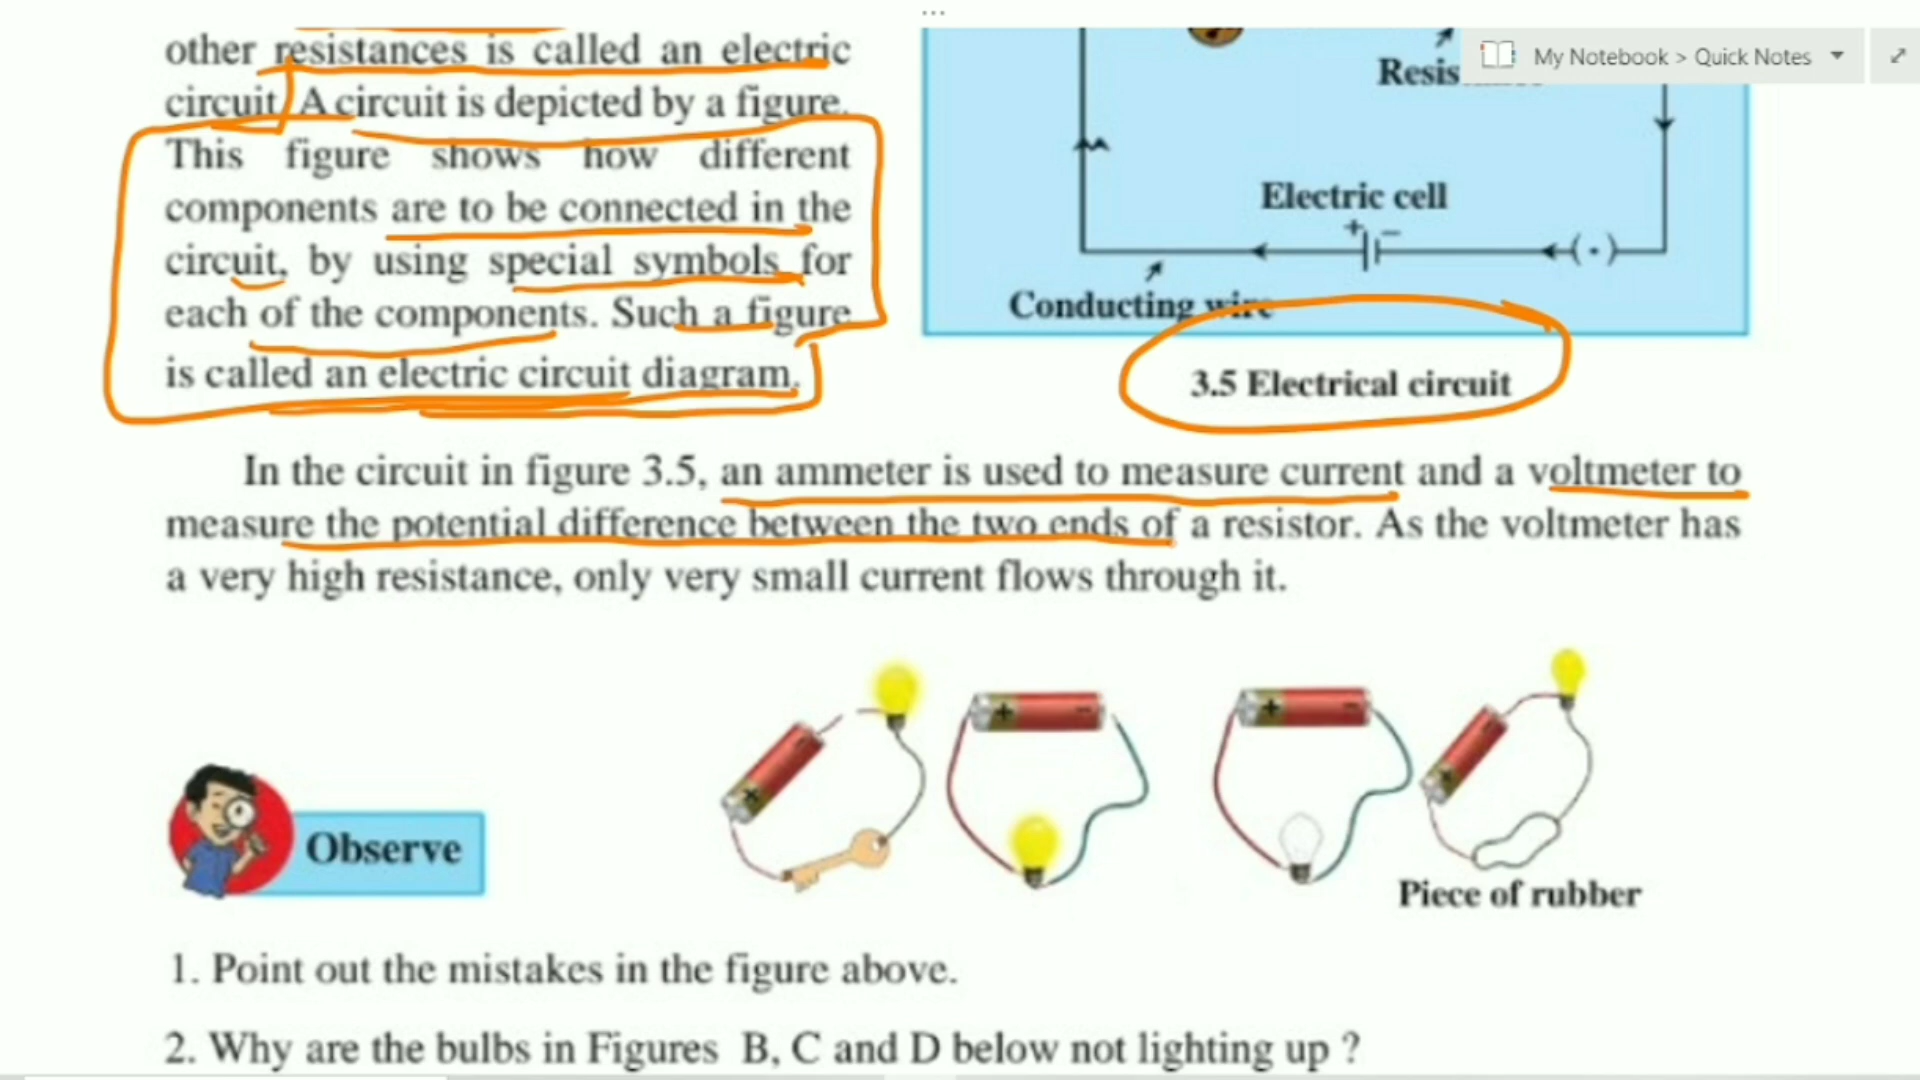 ...
other resistances is called an electric
circuit. A circuit is depicted by a figure.
This figure shows how different
components are to be connected in the
circuit, by using special symbols for
each of the components. Such a figure
is called an electric circuit diagram.
My Notebook > Quick Notes
Electric cell
+ −
Conducting wire
3.5 Electrical circuit
In the circuit in figure 3.5, an ammeter is used to measure current and a voltmeter to
measure the potential difference between the two ends of a resistor. As the voltmeter has
a very high resistance, only very small current flows through it.
Observe
Piece of rubber
1. Point out the mistakes in the figure above.
2. Why are the bulbs in Figures B, C and D below not lighting up ?